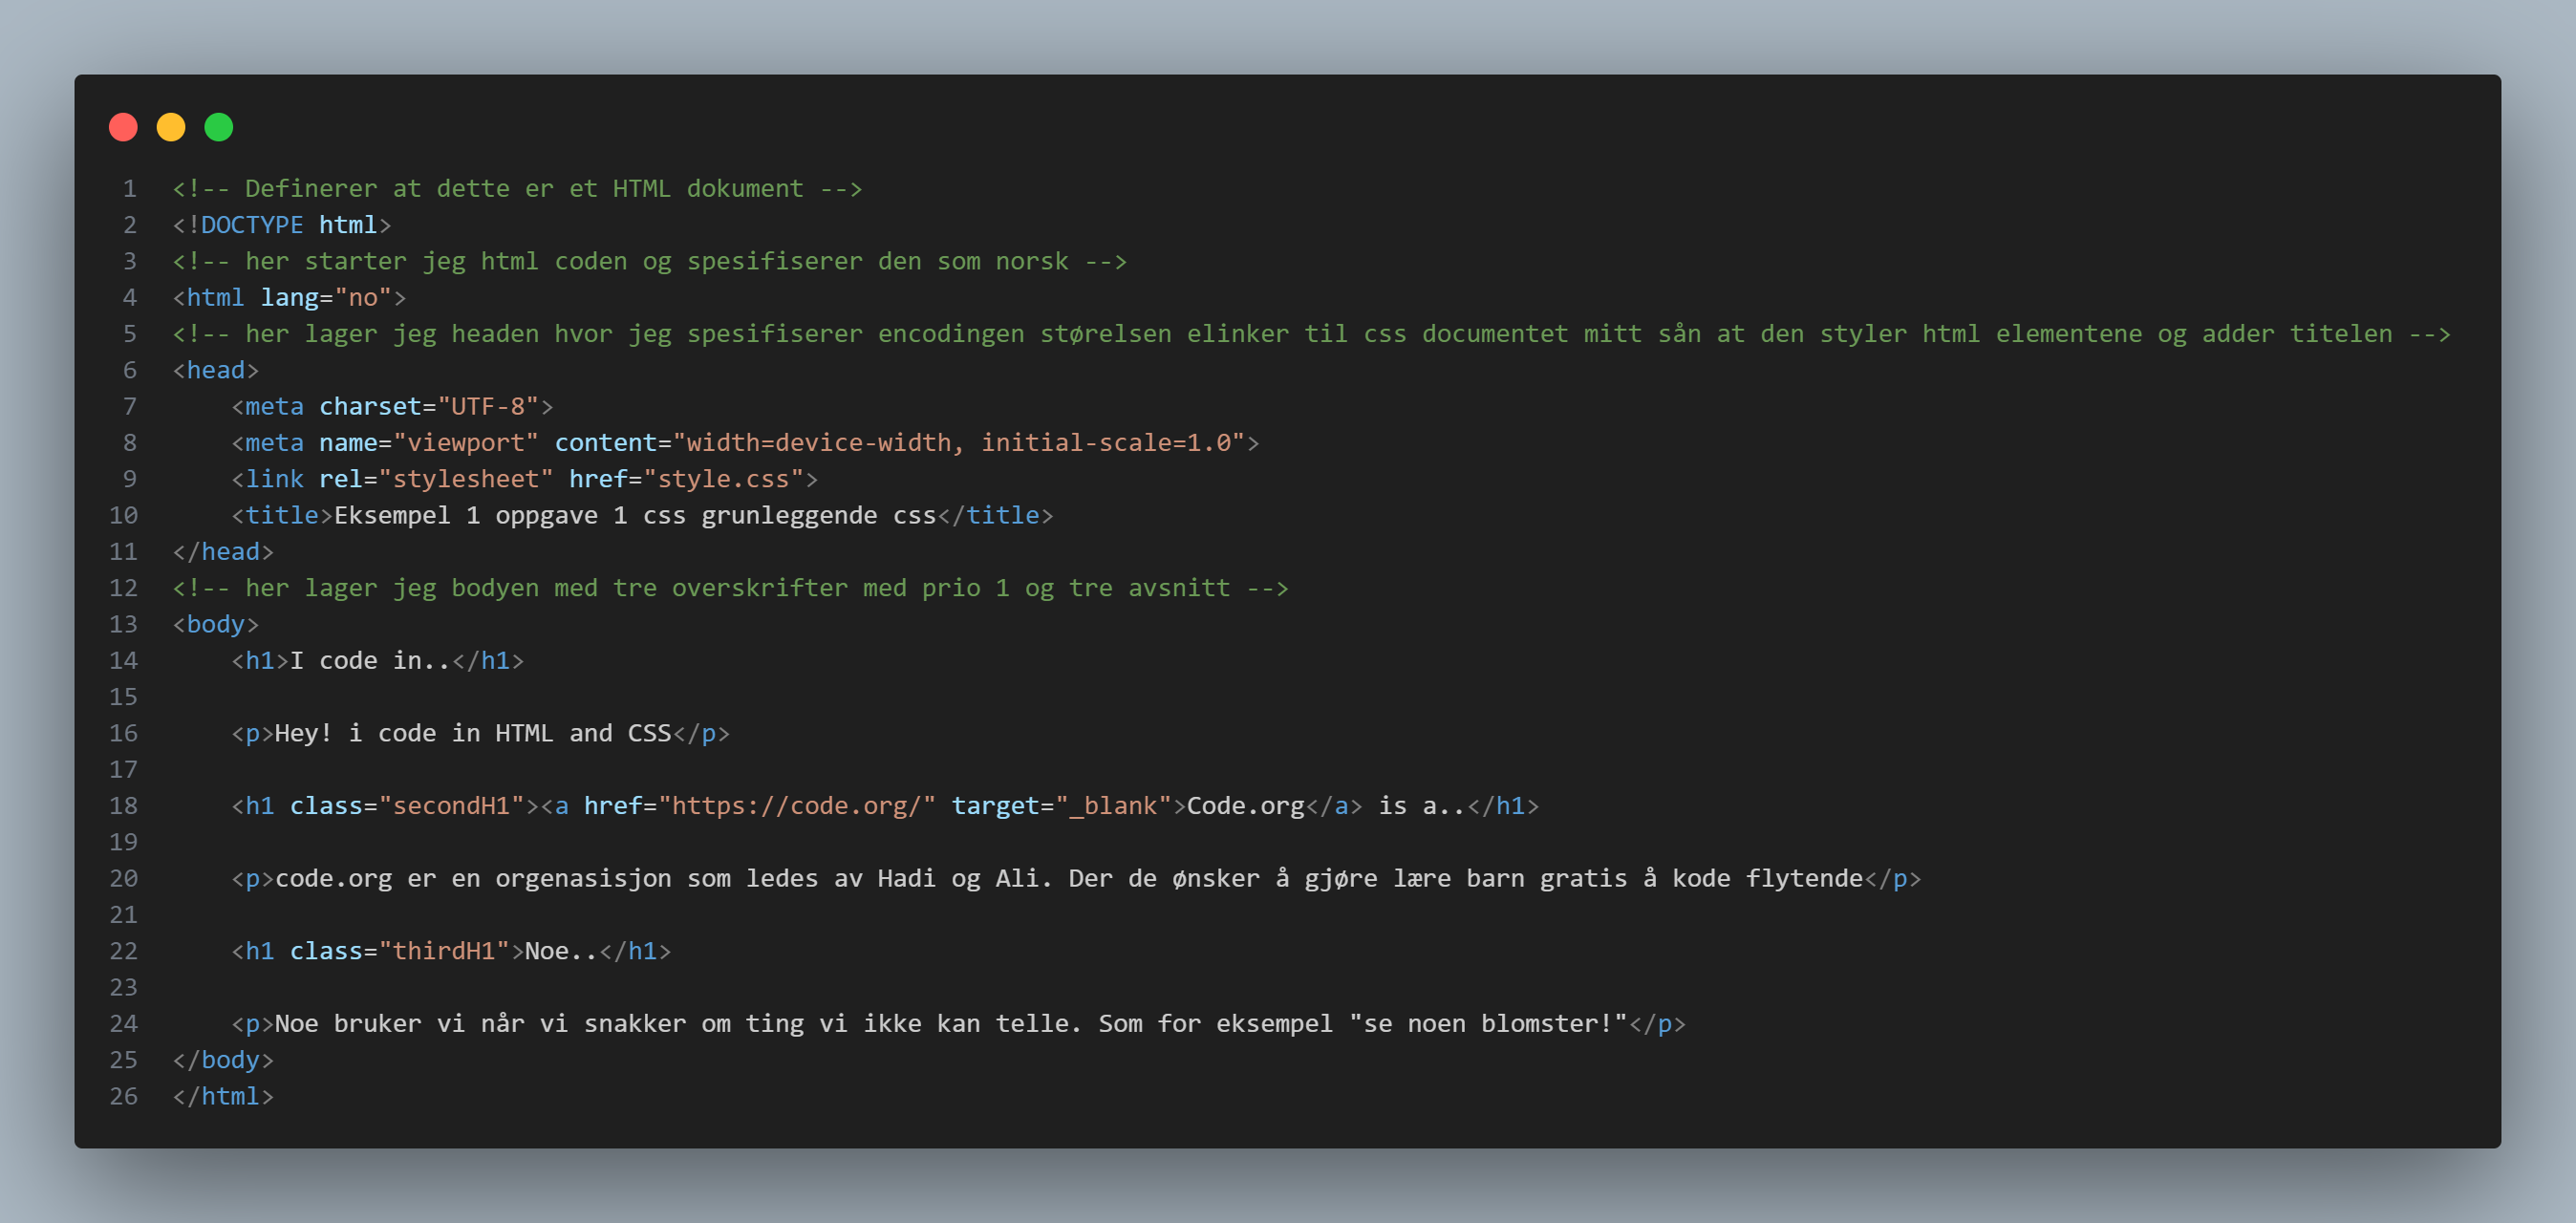 1 <!-- Definerer at dette er et HTML dokument -->
2 <!DOCTYPE html>
3 <!-- her starter jeg html coden og spesifiserer den som norsk -->
4 <html lang="no">
5 <!-- her lager jeg headen hvor jeg spesifiserer encodingen størelsen elinker til css documentet mitt sån at den styler html elementene og adder titelen -->
6 <head>
7     <meta charset="UTF-8">
8     <meta name="viewport" content="width=device-width, initial-scale=1.0">
9     <link rel="stylesheet" href="style.css">
10     <title>Eksempel 1 oppgave 1 css grunleggende css</title>
11 </head>
12 <!-- her lager jeg bodyen med tre overskrifter med prio 1 og tre avsnitt -->
13 <body>
14     <h1>I code in..</h1>
15
16     <p>Hey! i code in HTML and CSS</p>
17
18     <h1 class="secondH1"><a href="https://code.org/" target="_blank">Code.org</a> is a..</h1>
19
20     <p>code.org er en orgenasisjon som ledes av Hadi og Ali. Der de ønsker å gjøre lære barn gratis å kode flytende</p>
21
22     <h1 class="thirdH1">Noe..</h1>
23
24     <p>Noe bruker vi når vi snakker om ting vi ikke kan telle. Som for eksempel "se noen blomster!"</p>
25 </body>
26 </html>